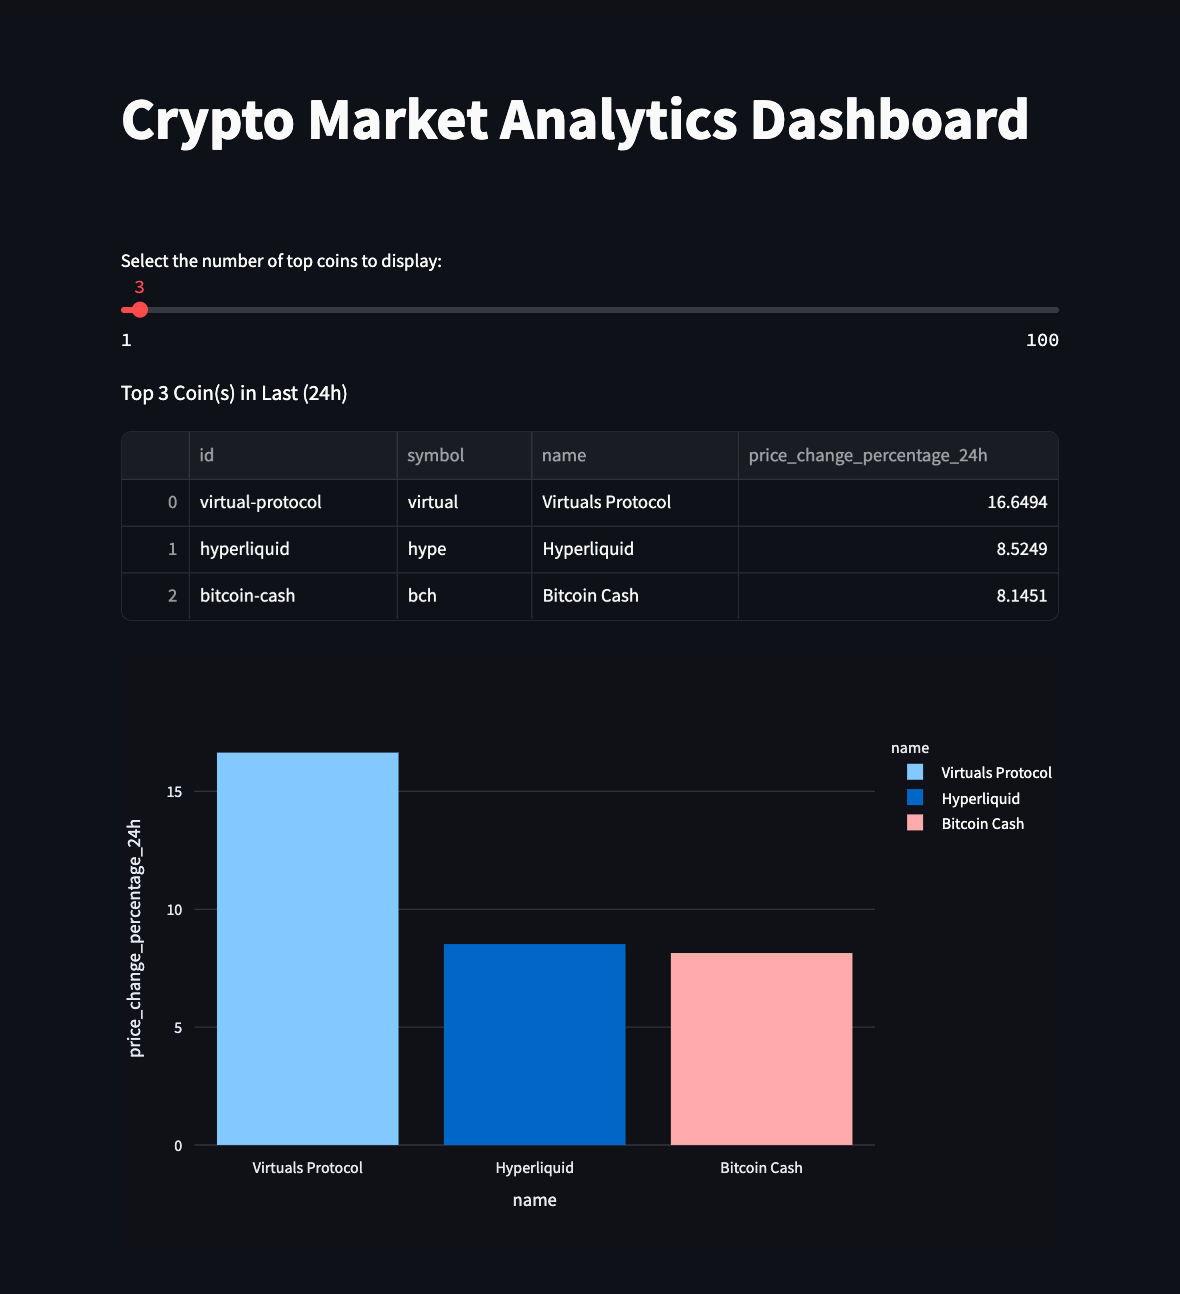 Crypto Market Analytics Dashboard
Select the number of top coins to display:
3
1 100
Top 3 Coin(s) in Last (24h)
id symbol name price_change_percentage_24h
0 virtual-protocol virtual Virtuals Protocol 16.6494
1 hyperliquid hype Hyperliquid 8.5249
2 bitcoin-cash bch Bitcoin Cash 8.1451
name
Virtuals Protocol
Hyperliquid
Bitcoin Cash
price_change_percentage_24h
15
10
5
0
Virtuals Protocol Hyperliquid Bitcoin Cash
name